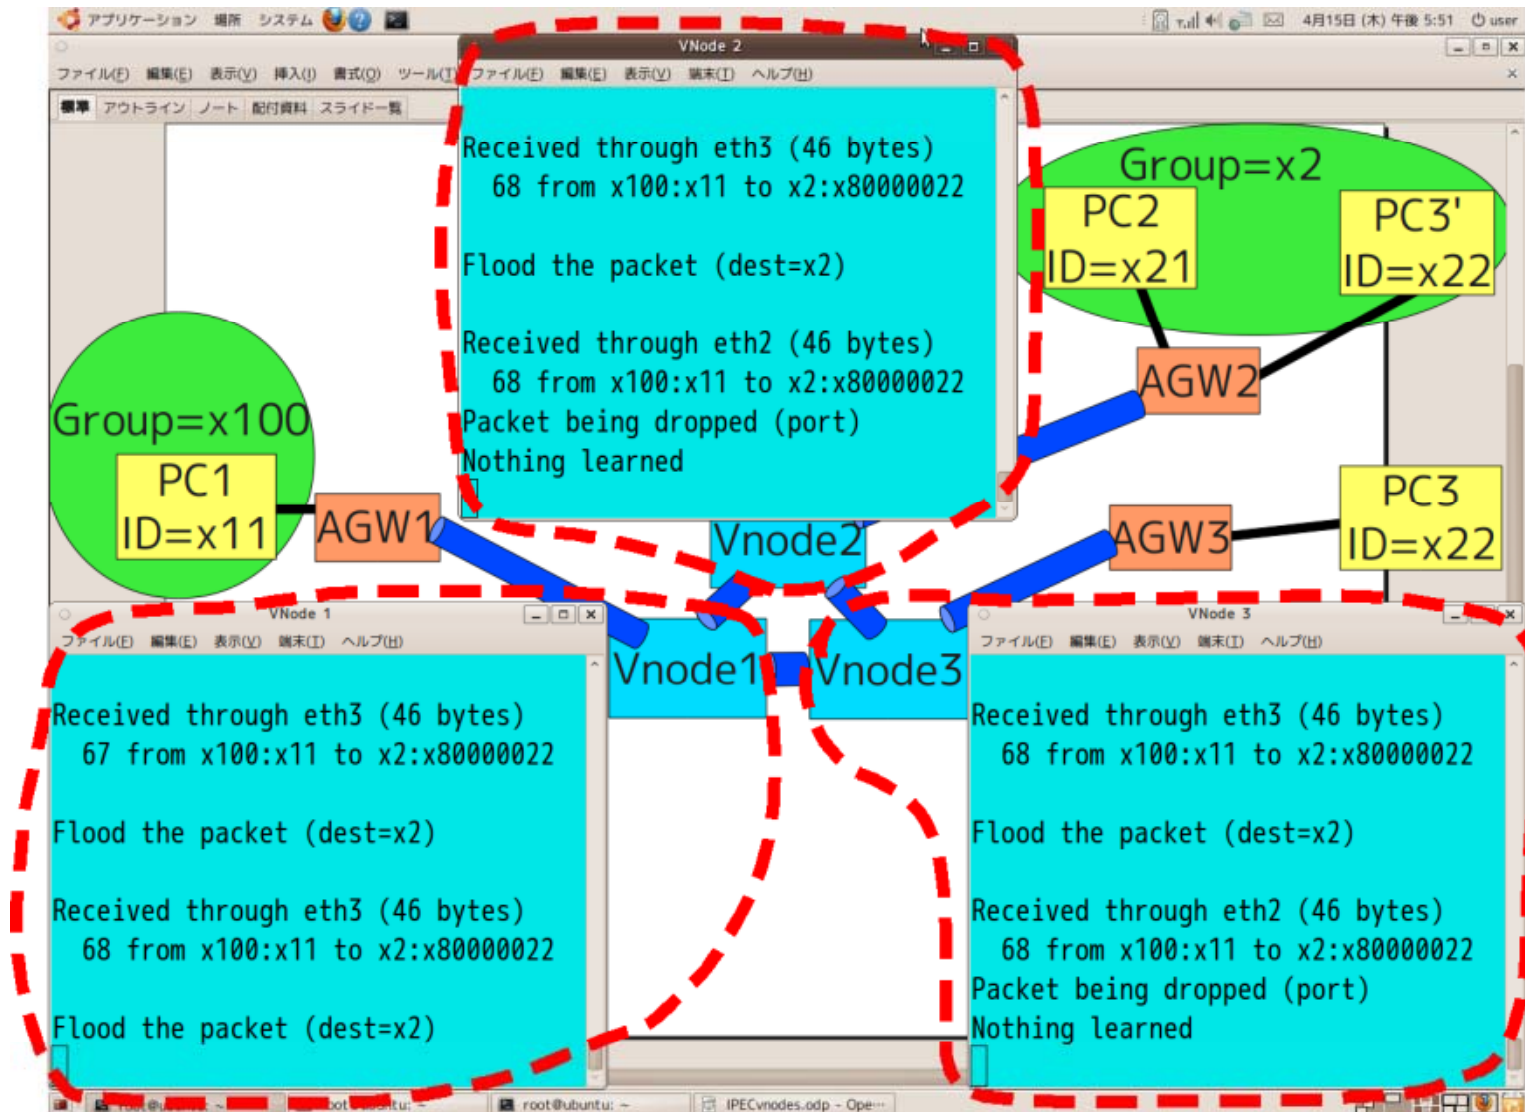 アプリケーション 場所 システム
4月15日 (木) 午後 5:51 user
VNode 2
ファイル(F) 編集(E) 表示(V) 挿入(I) 書式(O) ツール(T)
ファイル(F) 編集(E) 表示(V) 端末(T) ヘルプ(H)
標準 アウトライン ノート 配付資料 スライド一覧
Received through eth3 (46 bytes)
68 from x100:x11 to x2:x80000022
Flood the packet (dest=x2)
Received through eth2 (46 bytes)
68 from x100:x11 to x2:x80000022
Packet being dropped (port)
Nothing learned
Group=x2
PC2
ID=x21
PC3'
ID=x22
AGW2
Group=x100
PC1
ID=x11
AGW1
Vnode2
AGW3
PC3
ID=x22
Vnode1
Vnode3
VNode 1
ファイル(F) 編集(E) 表示(V) 端末(T) ヘルプ(H)
Received through eth3 (46 bytes)
67 from x100:x11 to x2:x80000022
Flood the packet (dest=x2)
Received through eth3 (46 bytes)
68 from x100:x11 to x2:x80000022
Flood the packet (dest=x2)
VNode 3
ファイル(F) 編集(E) 表示(V) 端末(T) ヘルプ(H)
Received through eth3 (46 bytes)
68 from x100:x11 to x2:x80000022
Flood the packet (dest=x2)
Received through eth2 (46 bytes)
68 from x100:x11 to x2:x80000022
Packet being dropped (port)
Nothing learned
root@ubuntu: ~
IPECvnodes.odp - Ope…